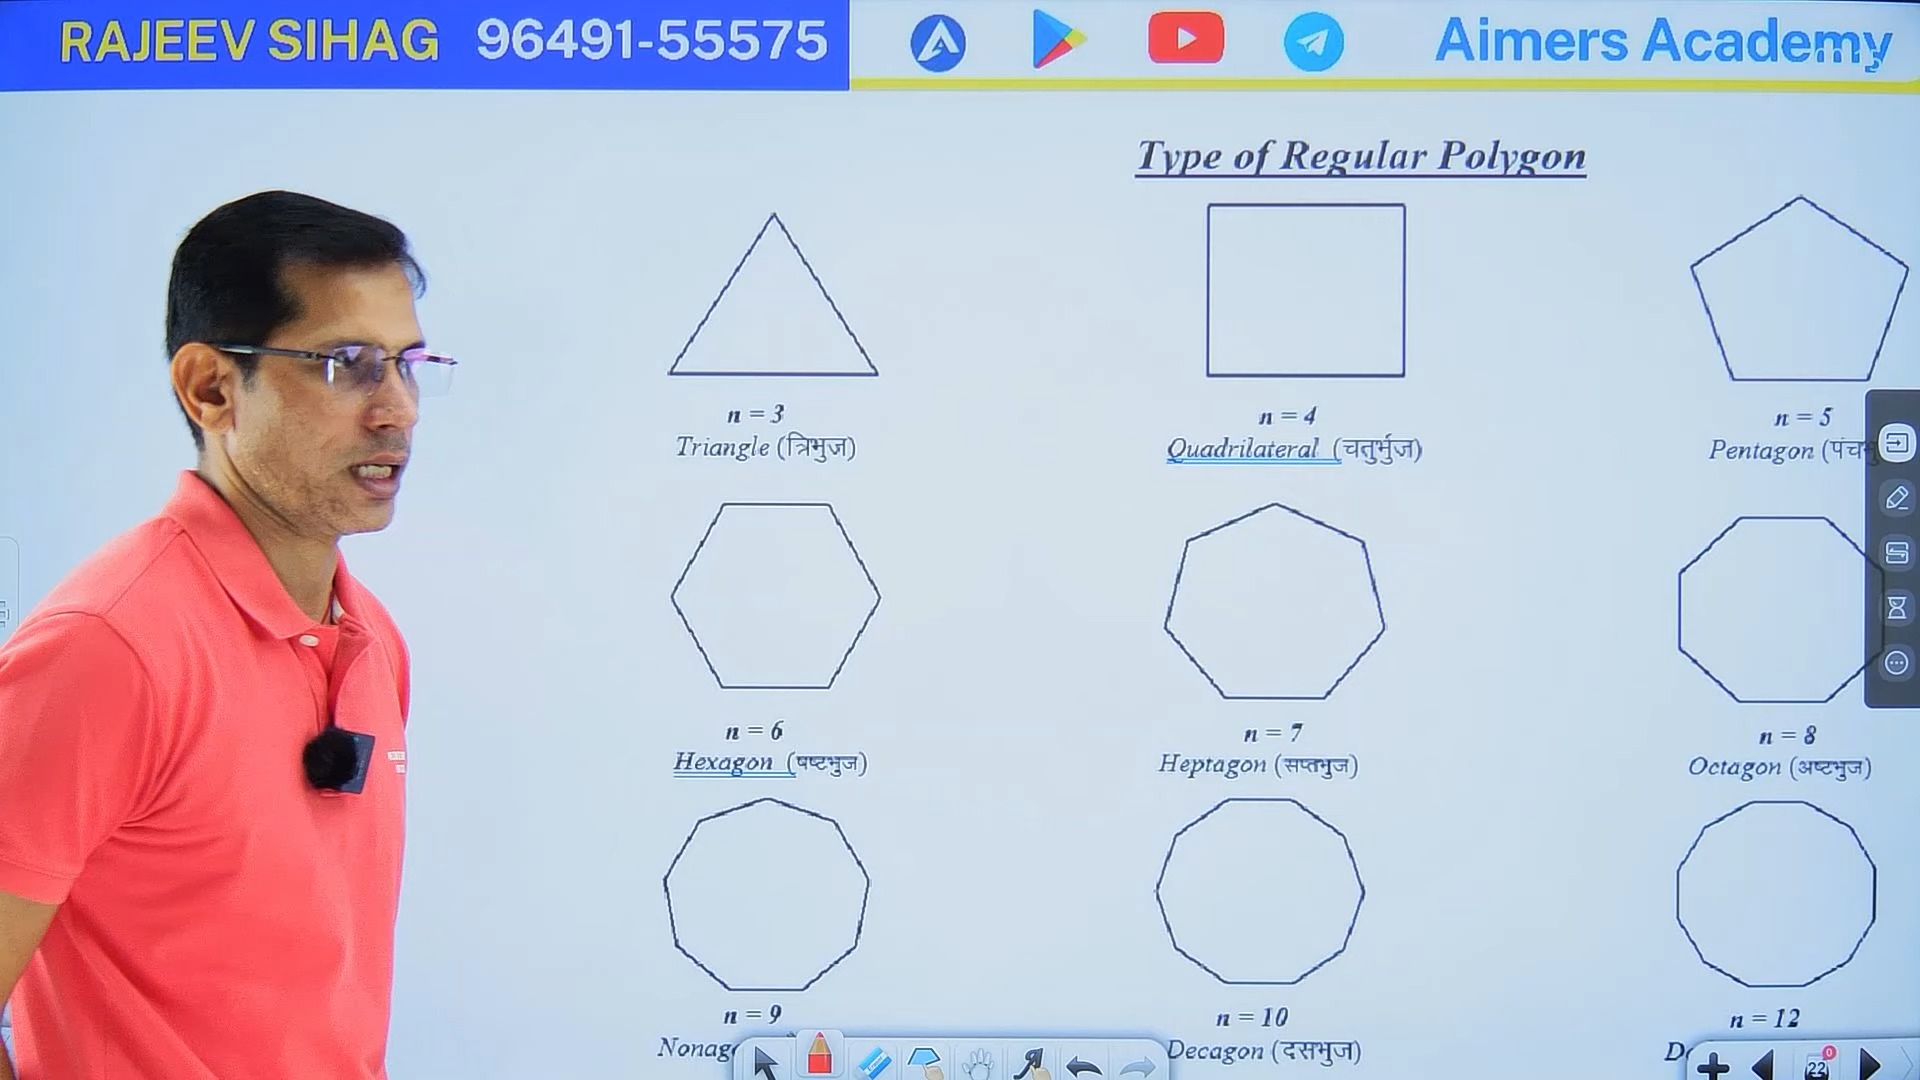 RAJEEV SIHAG 96491-55575 Aimers Academy
Type of Regular Polygon
n = 3
Triangle (त्रिभुज)
n = 4
Quadrilateral (चतुर्भुज)
n = 5
Pentagon
n = 6
Hexagon (षष्टभुज)
n = 7
Heptagon (सप्तभुज)
n = 8
Octagon (अष्टभुज)
n = 9
n = 10
Decagon (दसभुज)
n = 12
22
0